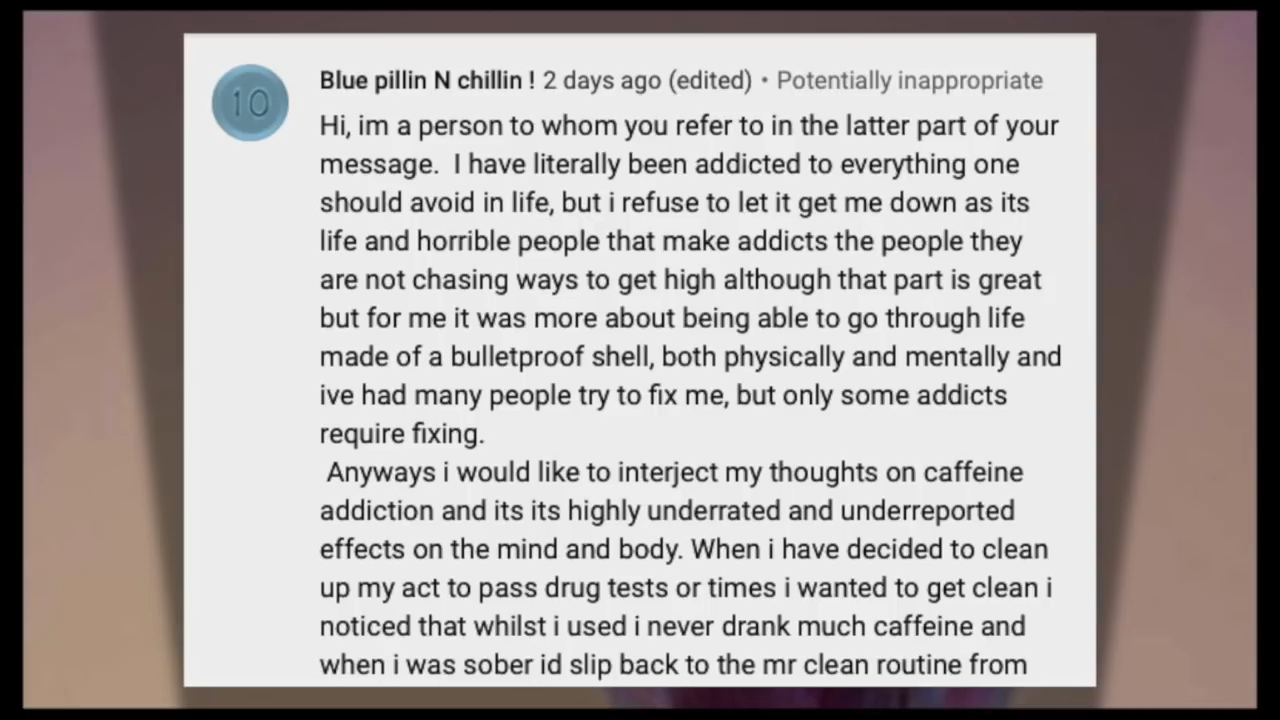 10
Blue pillin N chillin ! 2 days ago (edited) • Potentially inappropriate
Hi, im a person to whom you refer to in the latter part of your
message.  I have literally been addicted to everything one
should avoid in life, but i refuse to let it get me down as its
life and horrible people that make addicts the people they
are not chasing ways to get high although that part is great
but for me it was more about being able to go through life
made of a bulletproof shell, both physically and mentally and
ive had many people try to fix me, but only some addicts
require fixing.
Anyways i would like to interject my thoughts on caffeine
addiction and its its highly underrated and underreported
effects on the mind and body. When i have decided to clean
up my act to pass drug tests or times i wanted to get clean i
noticed that whilst i used i never drank much caffeine and
when i was sober id slip back to the mr clean routine from